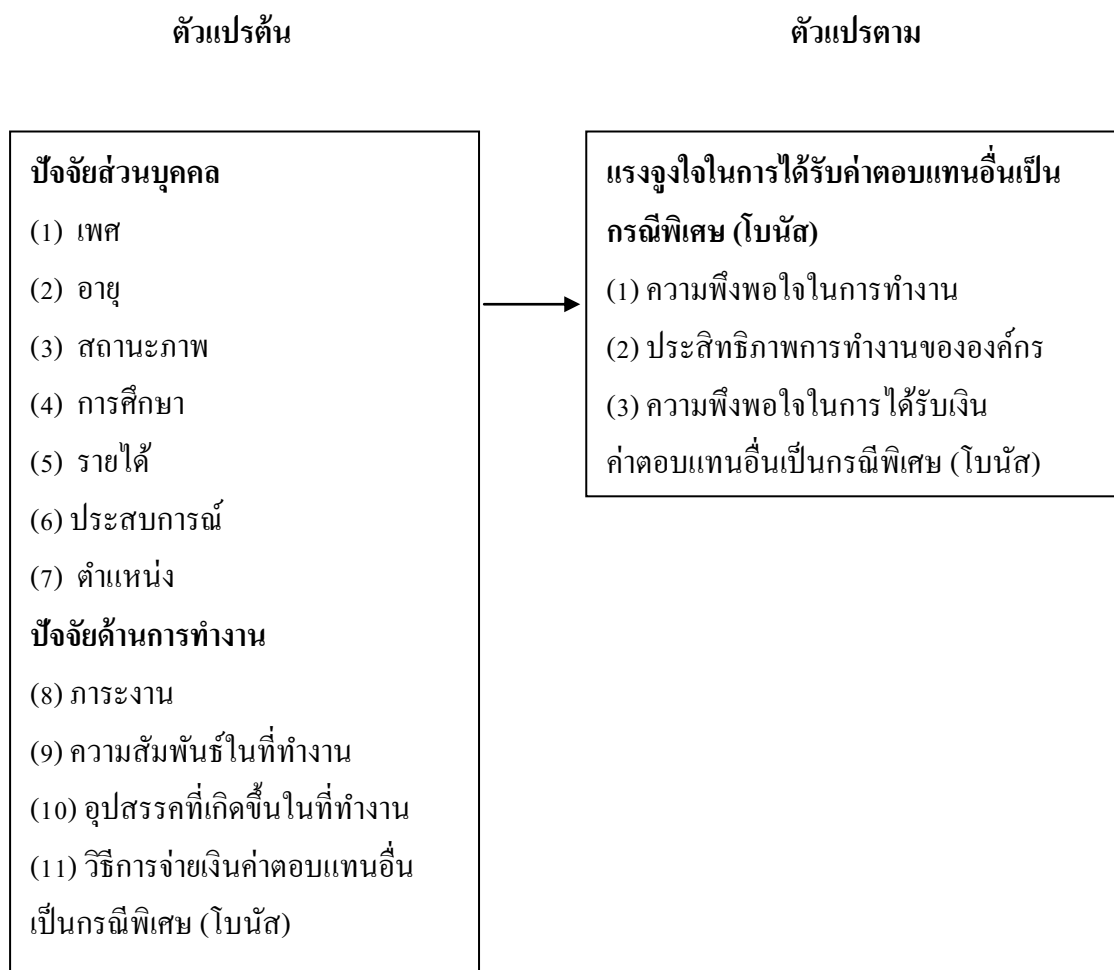 ตัวแปรต้น
ตัวแปรตาม
ปัจจัยส่วนบุคคล
(1) เพศ
(2) อายุ
(3) สถานะภาพ
(4) การศึกษา
(5) รายได้
(6) ประสบการณ์
(7) ตำแหน่ง
ปัจจัยด้านการทำงาน
(8) ภาระงาน
(9) ความสัมพันธ์ในที่ทำงาน
(10) อุปสรรคที่เกิดขึ้นในที่ทำงาน
(11) วิธีการจ่ายเงินค่าตอบแทนอื่น
เป็นกรณีพิเศษ (โบนัส)
แรงจูงใจในการได้รับค่าตอบแทนอื่นเป็น
กรณีพิเศษ (โบนัส)
(1) ความพึงพอใจในการทำงาน
(2) ประสิทธิภาพการทำงานขององค์กร
(3) ความพึงพอใจในการได้รับเงิน
ค่าตอบแทนอื่นเป็นกรณีพิเศษ (โบนัส)